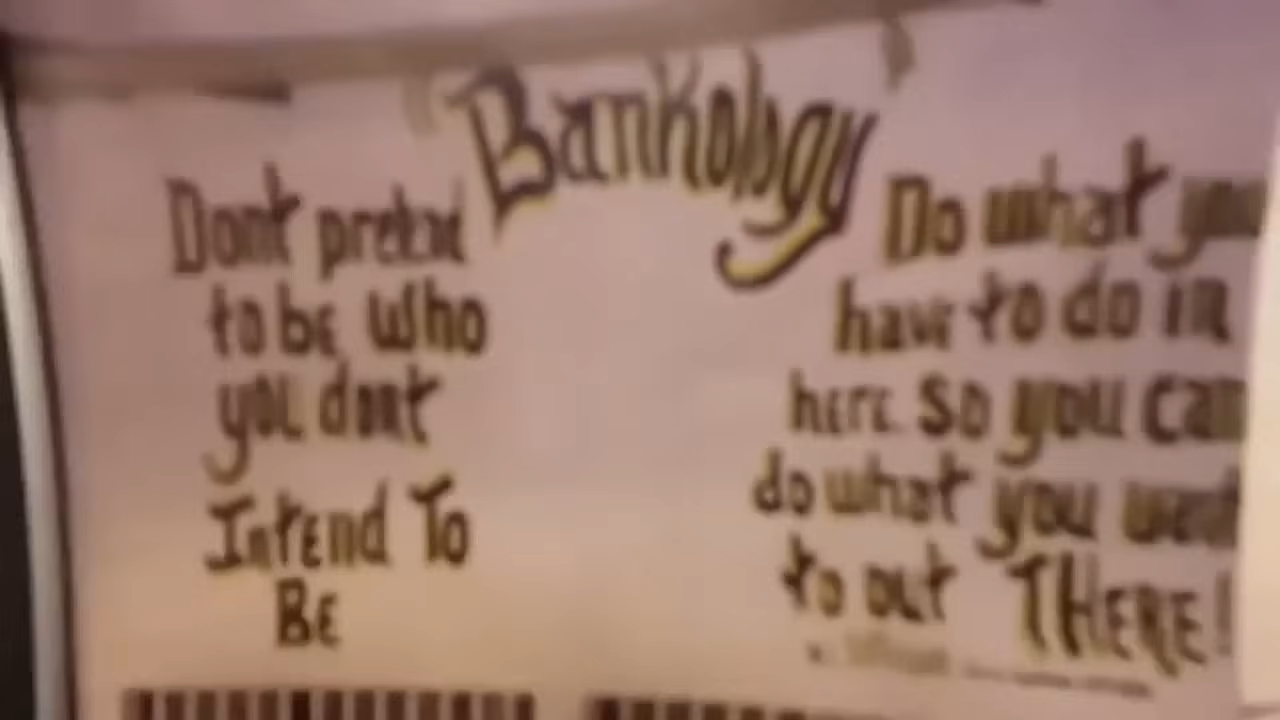 Bankology
Dont pretend
to be who
you dont
Intend To
BE
Do what you
have to do in
here so you can
do what you want
to out THERE!